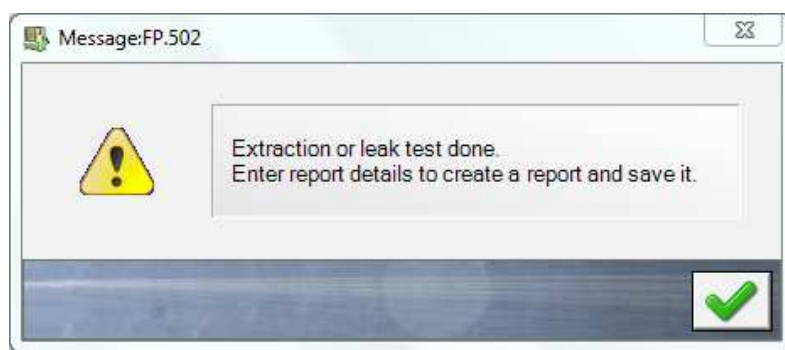 Message:FP.502
Extraction or leak test done.
Enter report details to create a report and save it.